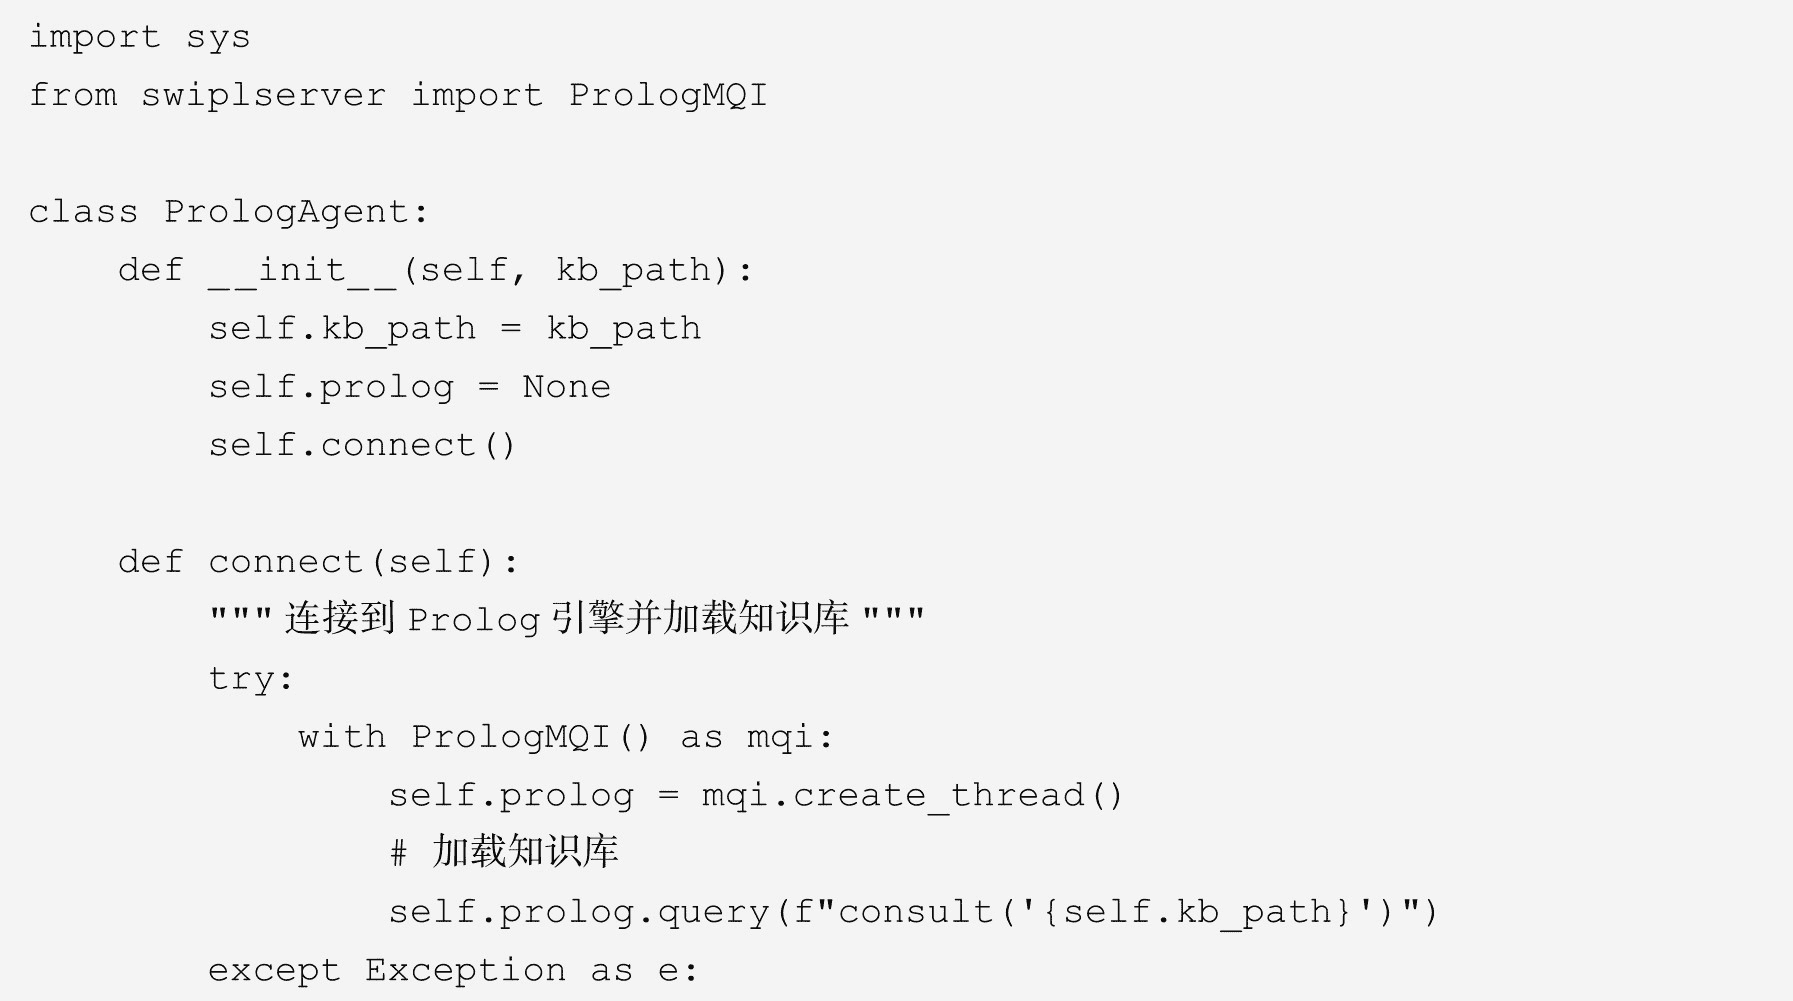 import sys
from swiplserver import PrologMQI

class PrologAgent:
    def __init__(self, kb_path):
        self.kb_path = kb_path
        self.prolog = None
        self.connect()

    def connect(self):
        """连接到 Prolog 引擎并加载知识库 """
        try:
            with PrologMQI() as mqi:
                self.prolog = mqi.create_thread()
                # 加载知识库
                self.prolog.query(f"consult('{self.kb_path}')")
        except Exception as e: